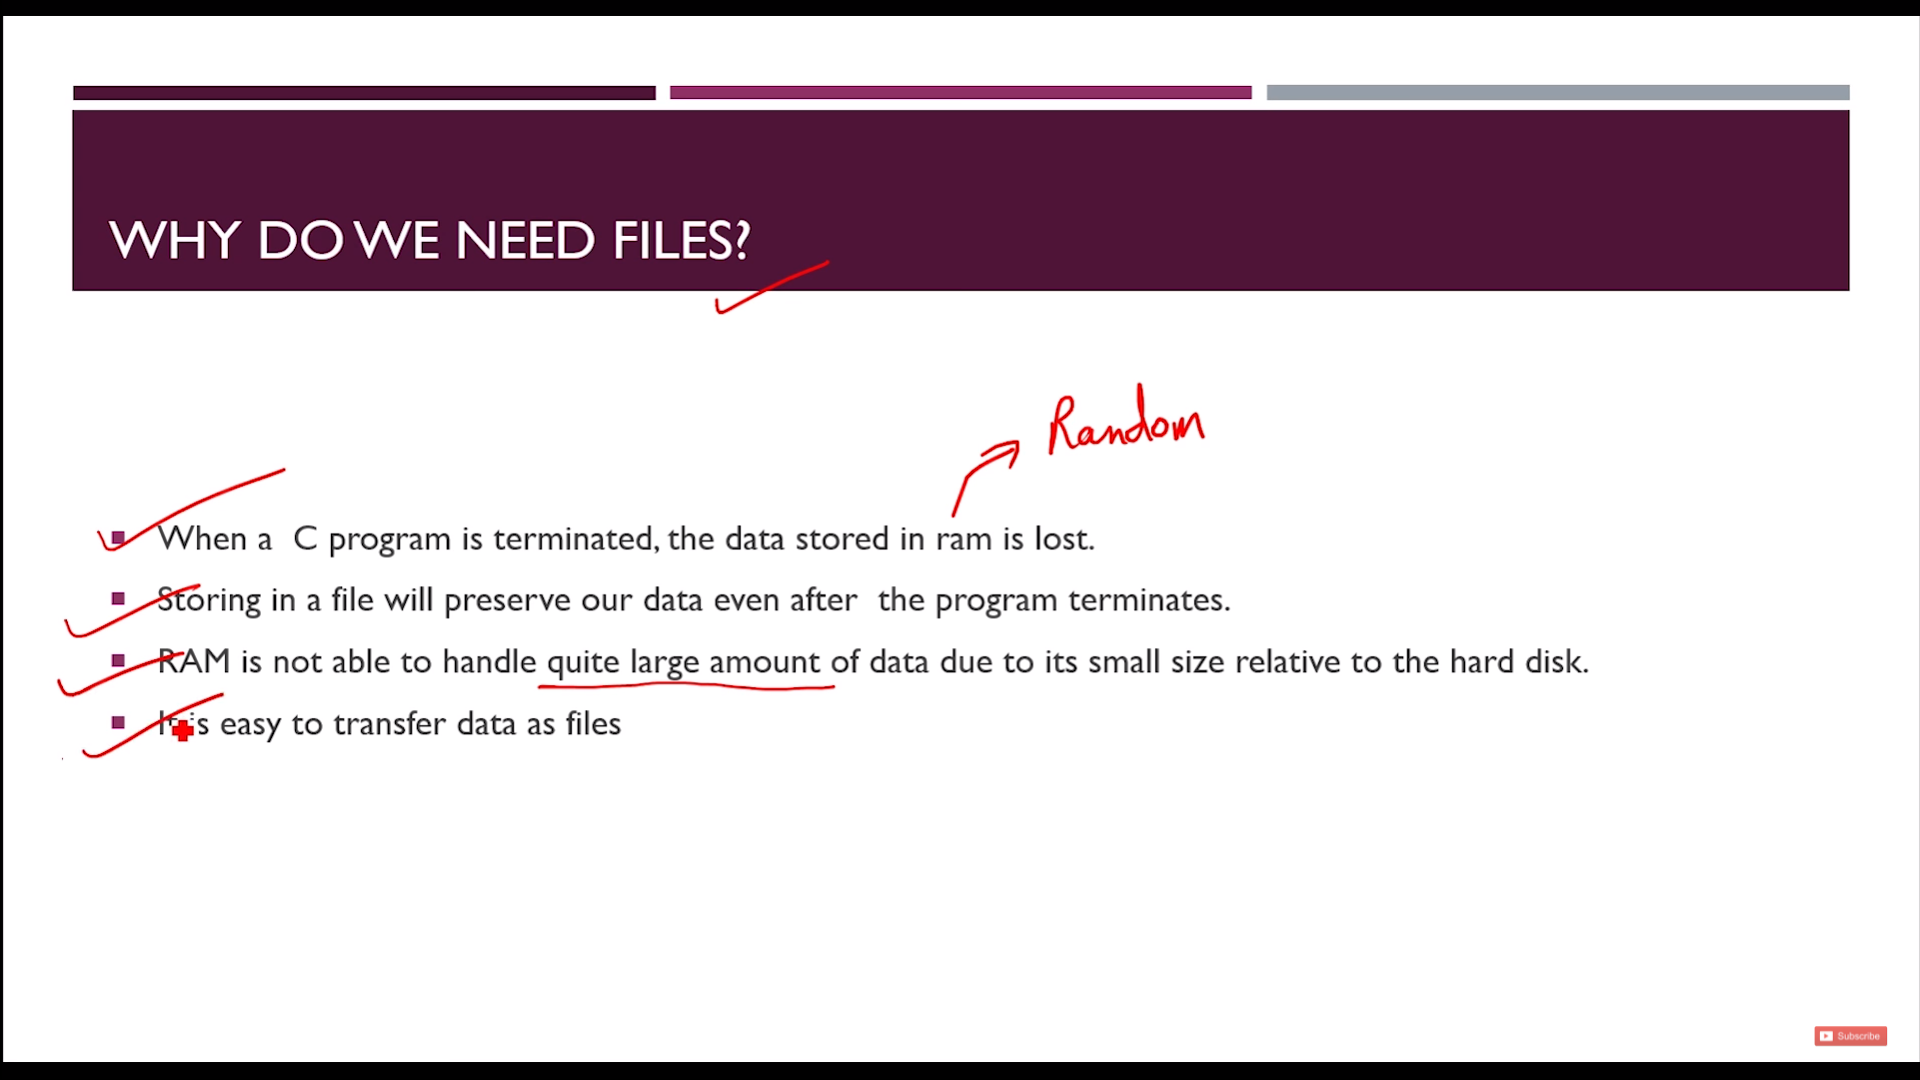 WHY DO WE NEED FILES?
Random
When a C program is terminated, the data stored in ram is lost.
Storing in a file will preserve our data even after the program terminates.
RAM is not able to handle quite large amount of data due to its small size relative to the hard disk.
It is easy to transfer data as files
Subscribe